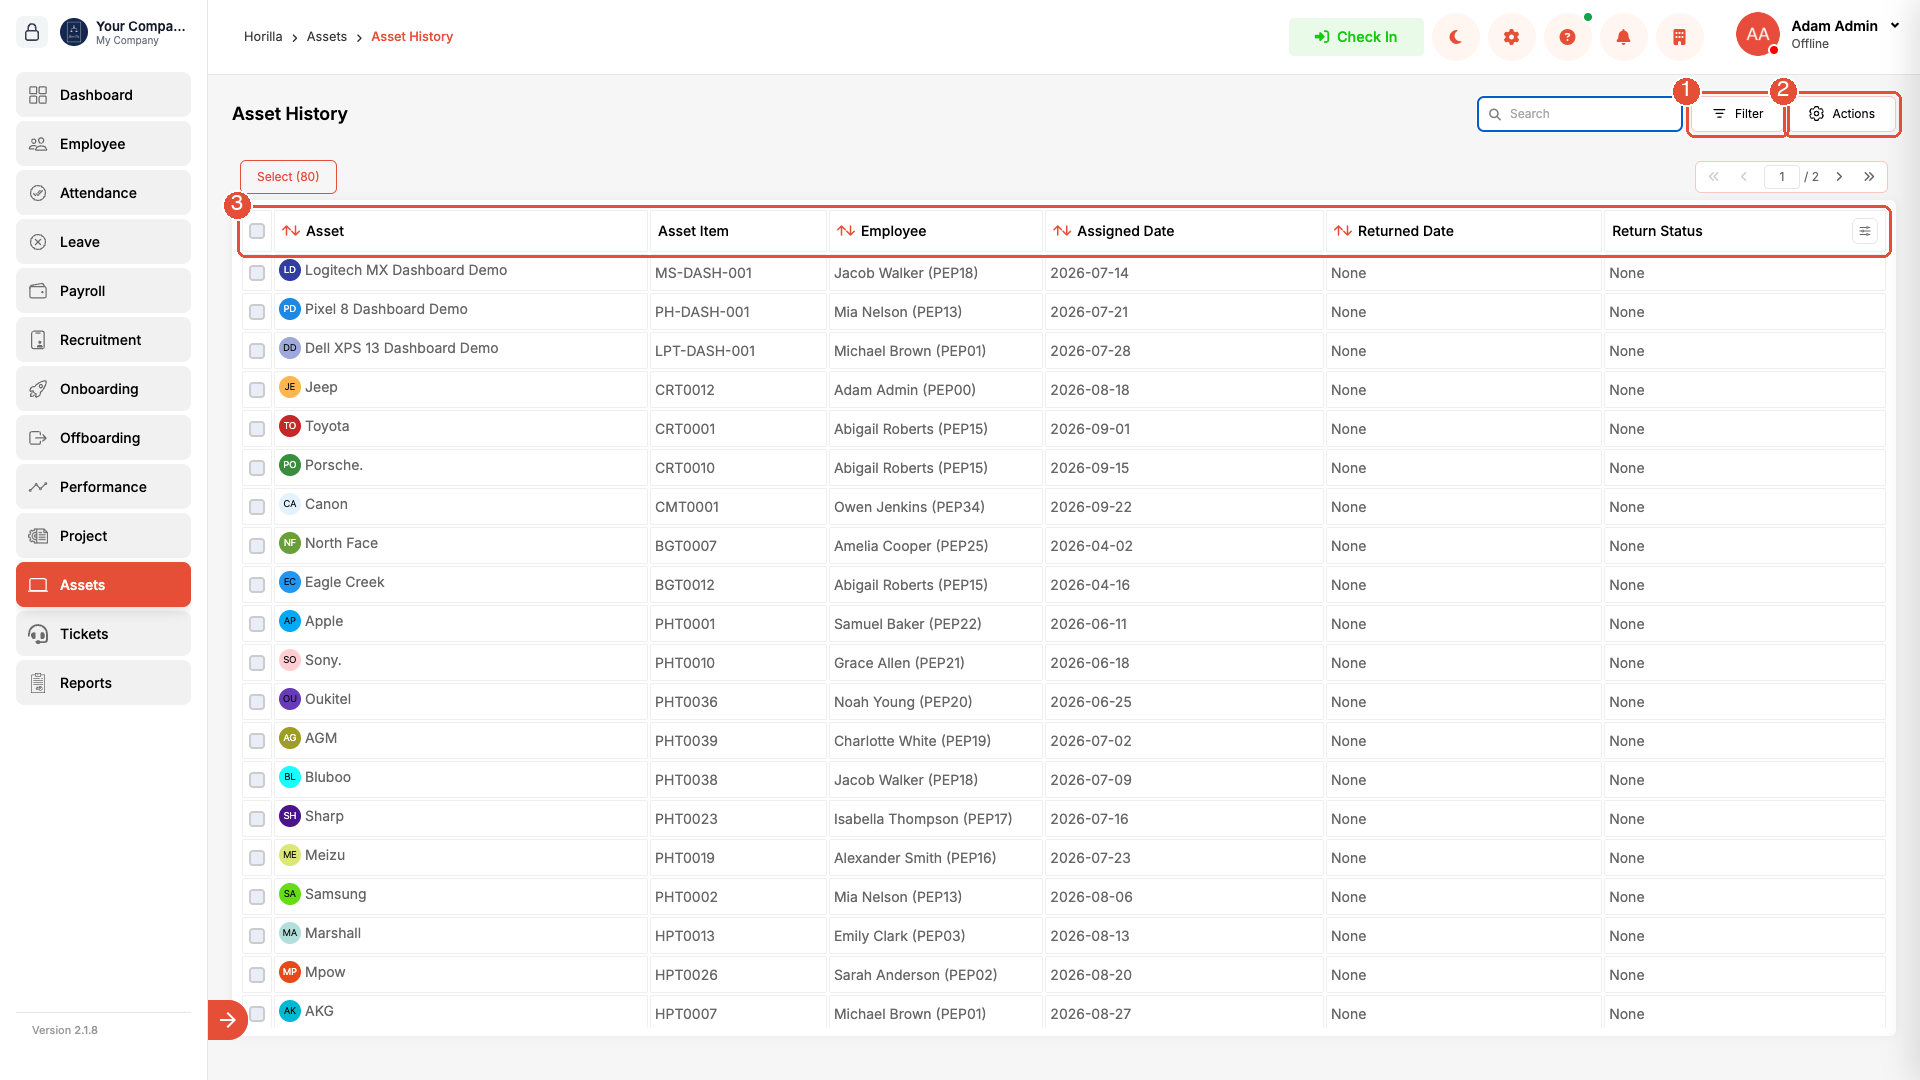 Your Compa...
My Company
Horilla > Assets > Asset History
Check In
AA
Adam Admin
Offline
Dashboard
Employee
Attendance
Leave
Payroll
Recruitment
Onboarding
Offboarding
Performance
Project
Assets
Tickets
Reports
Version 2.1.8
Asset History
Search
1
Filter
2
Actions
Select (80)
1 / 2
3
Asset Asset Item Employee Assigned Date Returned Date Return Status
LD Logitech MX Dashboard Demo MS-DASH-001 Jacob Walker (PEP18) 2026-07-14 None None
PD Pixel 8 Dashboard Demo PH-DASH-001 Mia Nelson (PEP13) 2026-07-21 None None
DD Dell XPS 13 Dashboard Demo LPT-DASH-001 Michael Brown (PEP01) 2026-07-28 None None
JE Jeep CRT0012 Adam Admin (PEP00) 2026-08-18 None None
TO Toyota CRT0001 Abigail Roberts (PEP15) 2026-09-01 None None
PO Porsche. CRT0010 Abigail Roberts (PEP15) 2026-09-15 None None
CA Canon CMT0001 Owen Jenkins (PEP34) 2026-09-22 None None
NF North Face BGT0007 Amelia Cooper (PEP25) 2026-04-02 None None
EC Eagle Creek BGT0012 Abigail Roberts (PEP15) 2026-04-16 None None
AP Apple PHT0001 Samuel Baker (PEP22) 2026-06-11 None None
SO Sony. PHT0010 Grace Allen (PEP21) 2026-06-18 None None
OU Oukitel PHT0036 Noah Young (PEP20) 2026-06-25 None None
AG AGM PHT0039 Charlotte White (PEP19) 2026-07-02 None None
BL Bluboo PHT0038 Jacob Walker (PEP18) 2026-07-09 None None
SH Sharp PHT0023 Isabella Thompson (PEP17) 2026-07-16 None None
ME Meizu PHT0019 Alexander Smith (PEP16) 2026-07-23 None None
SA Samsung PHT0002 Mia Nelson (PEP13) 2026-08-06 None None
MA Marshall HPT0013 Emily Clark (PEP03) 2026-08-13 None None
MP Mpow HPT0026 Sarah Anderson (PEP02) 2026-08-20 None None
AK AKG HPT0007 Michael Brown (PEP01) 2026-08-27 None None